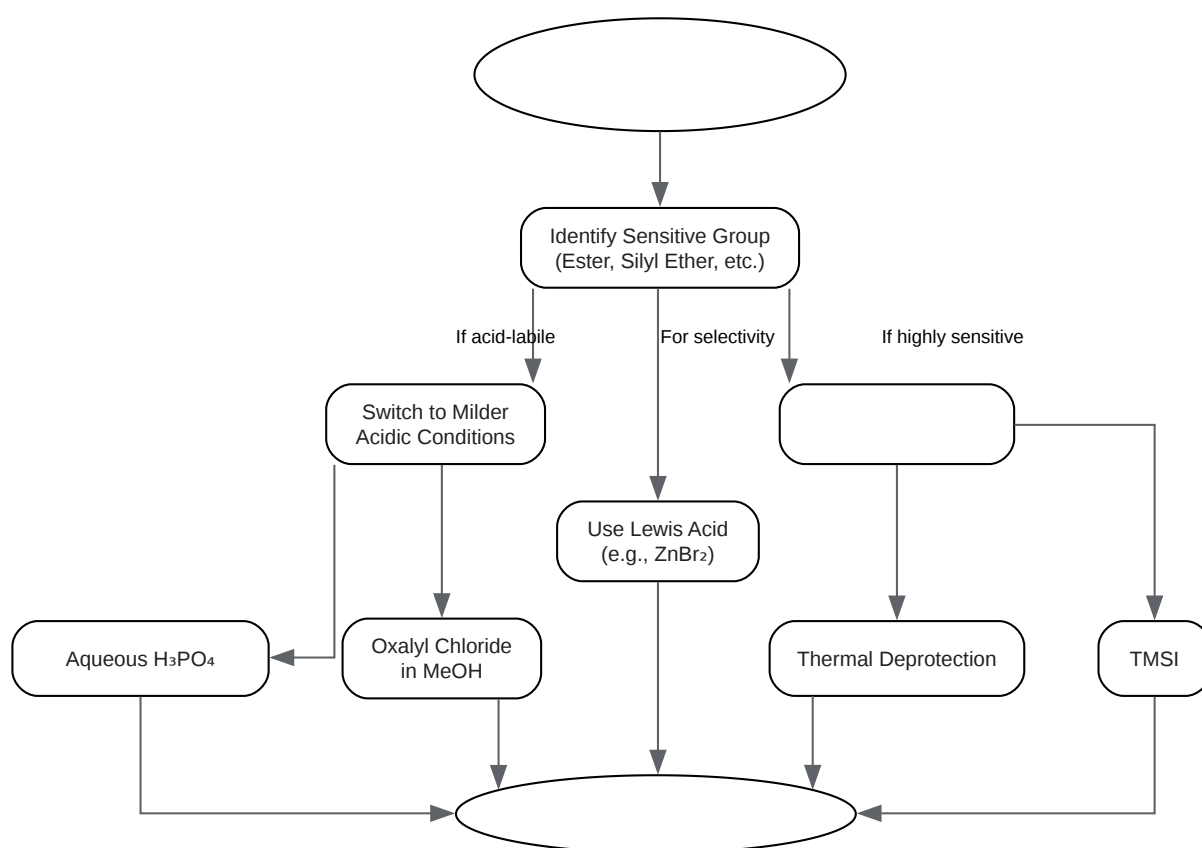 Identify Sensitive Group
(Ester, Silyl Ether, etc.)
If acid-labile
For selectivity
If highly sensitive
Switch to Milder
Acidic Conditions
Use Lewis Acid
(e.g., ZnBr₂)
Aqueous H₃PO₄
Oxalyl Chloride
in MeOH
Thermal Deprotection
TMSI